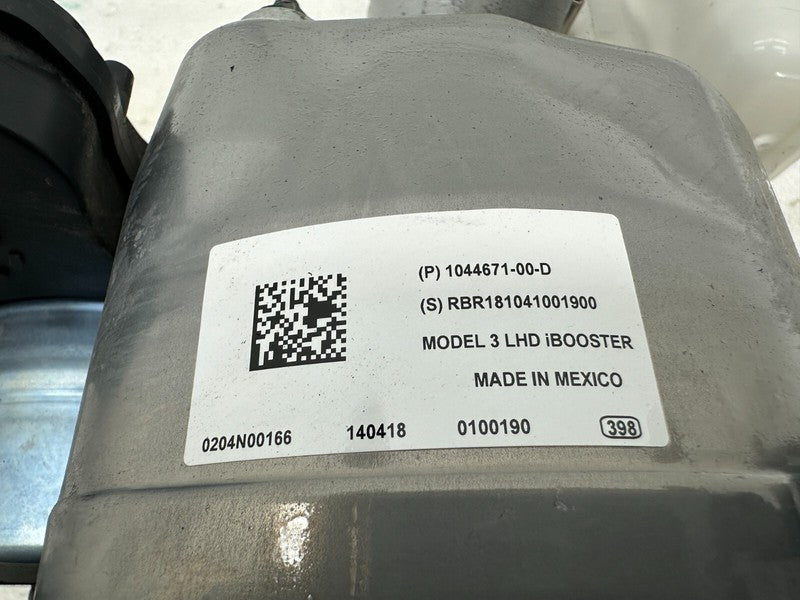 (P) 1044671-00-D
(S) RBR181041001900
MODEL 3 LHD iBOOSTER
MADE IN MEXICO
0204N00166 140418 0100190 398